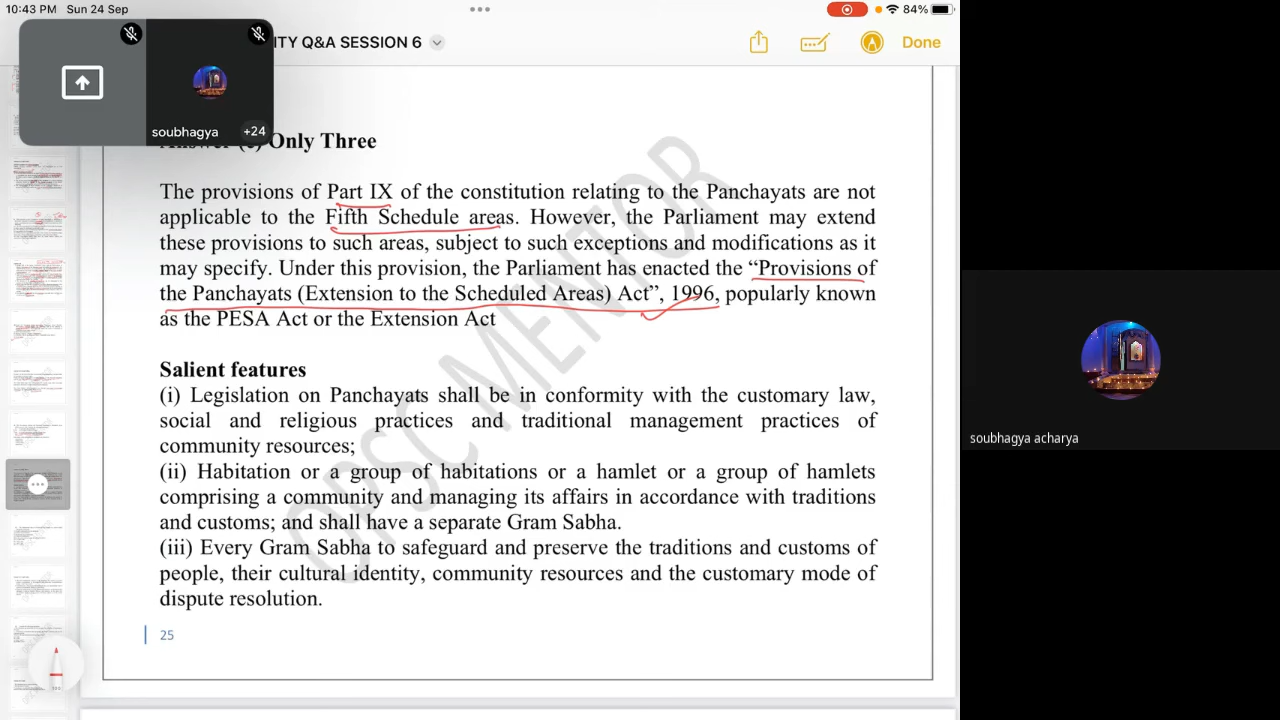 10:43 PM Sun 24 Sep
84%
ITY Q&A SESSION 6
Done
soubhagya
+24
Only Three
The provisions of Part IX of the constitution relating to the Panchayats are not
applicable to the Fifth Schedule areas. However, the Parliament may extend
these provisions to such areas, subject to such exceptions and modifications as it
may specify. Under this provision, the Parliament has enacted the “Provisions of
the Panchayats (Extension to the Scheduled Areas) Act”, 1996, popularly known
as the PESA Act or the Extension Act
Salient features
(i) Legislation on Panchayats shall be in conformity with the customary law,
social and religious practices and traditional management practices of
community resources;
(ii) Habitation or a group of habitations or a hamlet or a group of hamlets
comprising a community and managing its affairs in accordance with traditions
and customs; and shall have a separate Gram Sabha.
(iii) Every Gram Sabha to safeguard and preserve the traditions and customs of
people, their cultural identity, community resources and the customary mode of
dispute resolution.
25
OPSC MENTOR
soubhagya acharya